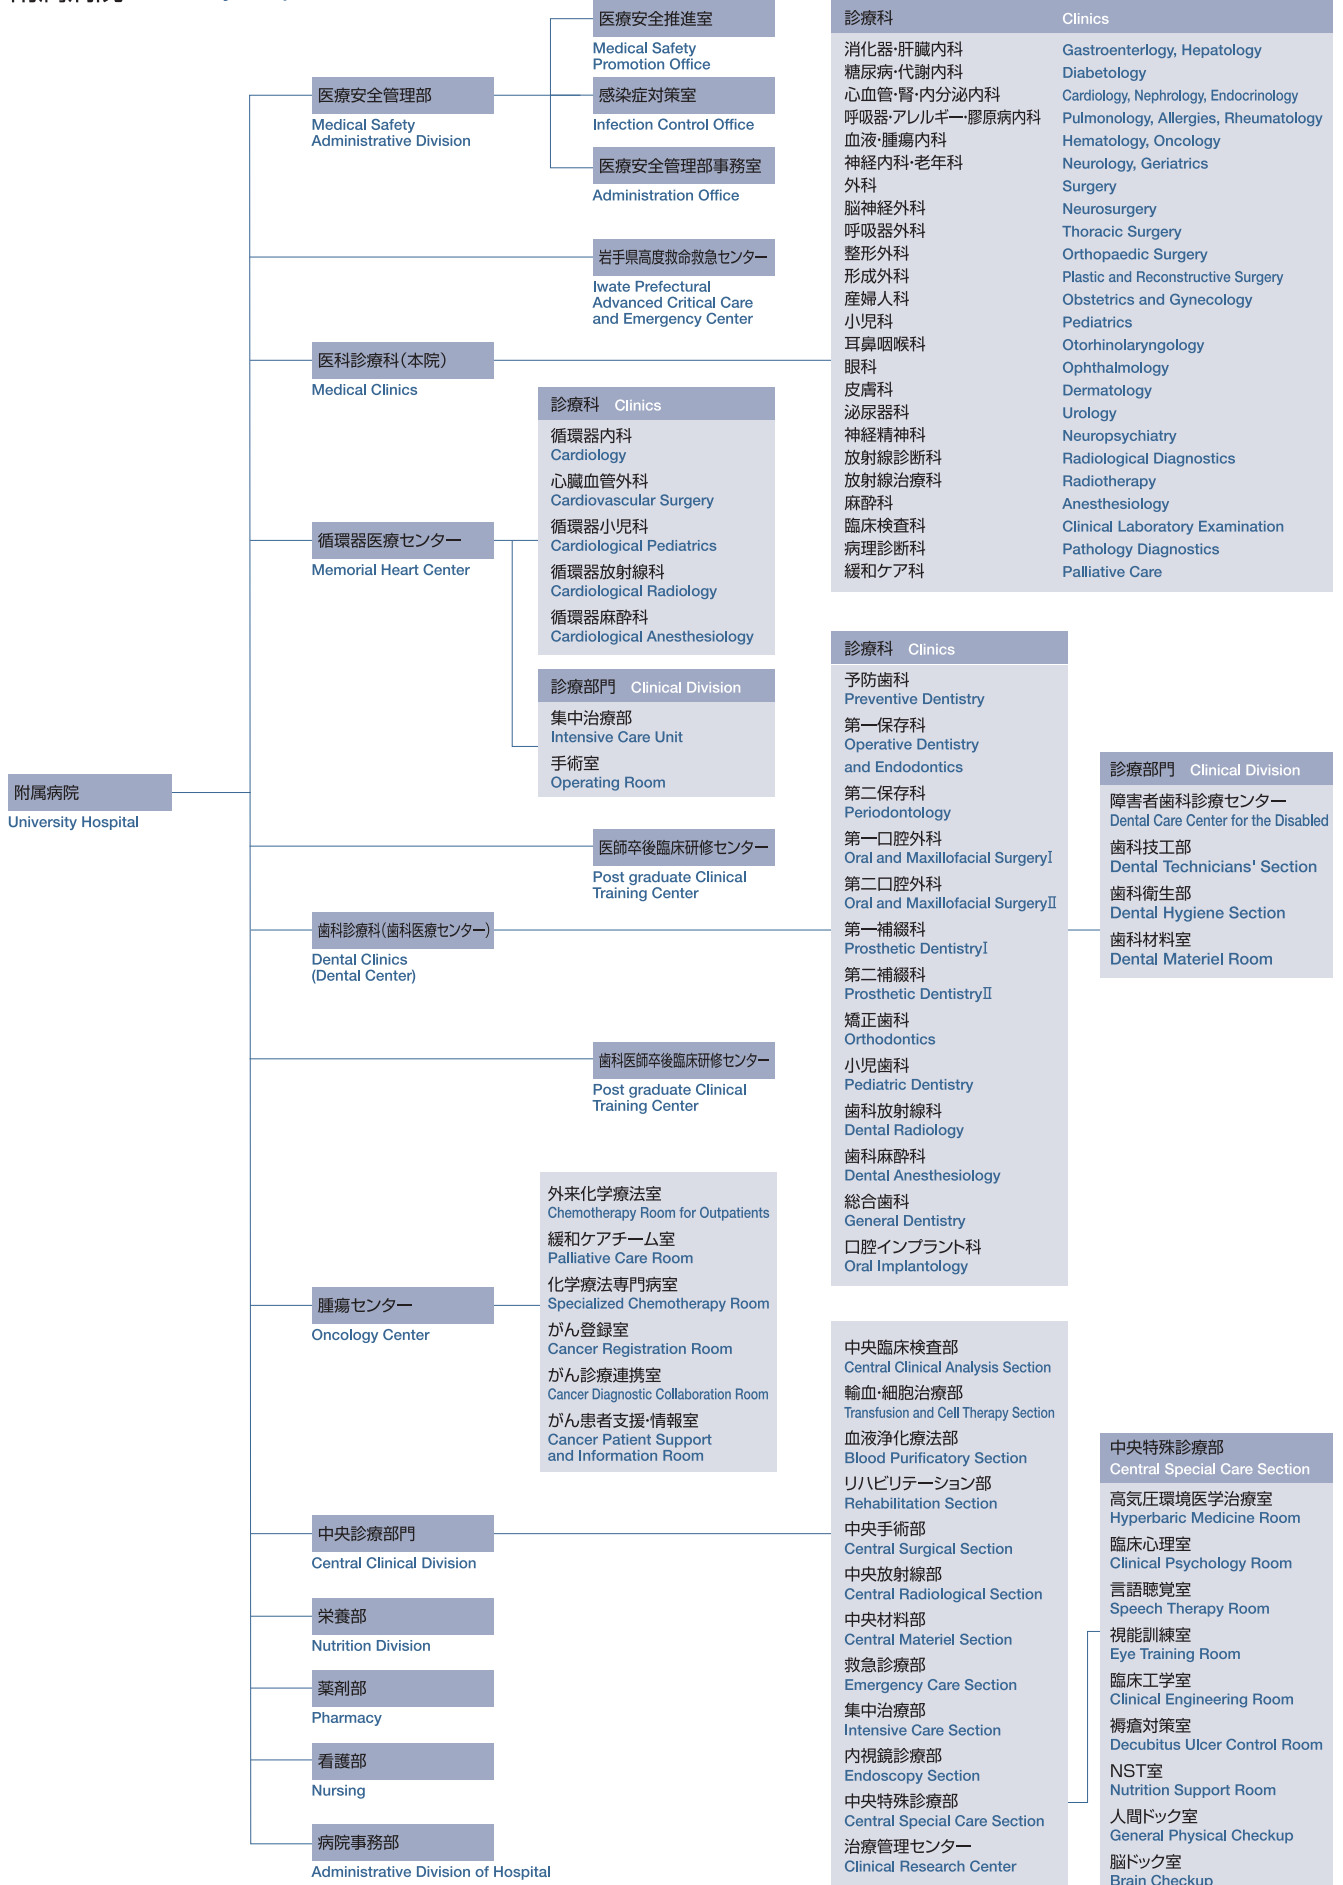 附属病院
University Hospital
医療安全管理部
Medical Safety
Administrative Division
医療安全推進室
Medical Safety
Promotion Office
感染症対策室
Infection Control Office
医療安全管理部事務室
Administration Office
岩手県高度救命救急センター
Iwate Prefectural
Advanced Critical Care
and Emergency Center
医科診療科(本院)
Medical Clinics
診療科 Clinics
消化器・肝臓内科 Gastroenterlogy, Hepatology
糖尿病・代謝内科 Diabetology
心血管・腎・内分泌内科 Cardiology, Nephrology, Endocrinology
呼吸器・アレルギー・膠原病内科 Pulmonology, Allergies, Rheumatology
血液・腫瘍内科 Hematology, Oncology
神経内科・老年科 Neurology, Geriatrics
外科 Surgery
脳神経外科 Neurosurgery
呼吸器外科 Thoracic Surgery
整形外科 Orthopaedic Surgery
形成外科 Plastic and Reconstructive Surgery
産婦人科 Obstetrics and Gynecology
小児科 Pediatrics
耳鼻咽喉科 Otorhinolaryngology
眼科 Ophthalmology
皮膚科 Dermatology
泌尿器科 Urology
神経精神科 Neuropsychiatry
放射線診断科 Radiological Diagnostics
放射線治療科 Radiotherapy
麻酔科 Anesthesiology
臨床検査科 Clinical Laboratory Examination
病理診断科 Pathology Diagnostics
緩和ケア科 Palliative Care
循環器医療センター
Memorial Heart Center
診療科 Clinics
循環器内科
Cardiology
心臓血管外科
Cardiovascular Surgery
循環器小児科
Cardiological Pediatrics
循環器放射線科
Cardiological Radiology
循環器麻酔科
Cardiological Anesthesiology
診療部門 Clinical Division
集中治療部
Intensive Care Unit
手術室
Operating Room
医師卒後臨床研修センター
Post graduate Clinical
Training Center
歯科診療科(歯科医療センター)
Dental Clinics
(Dental Center)
診療科 Clinics
予防歯科
Preventive Dentistry
第一保存科
Operative Dentistry
and Endodontics
第二保存科
Periodontology
第一口腔外科
Oral and Maxillofacial SurgeryⅠ
第二口腔外科
Oral and Maxillofacial SurgeryⅡ
第一補綴科
Prosthetic DentistryⅠ
第二補綴科
Prosthetic DentistryⅡ
矯正歯科
Orthodontics
小児歯科
Pediatric Dentistry
歯科放射線科
Dental Radiology
歯科麻酔科
Dental Anesthesiology
総合歯科
General Dentistry
口腔インプラント科
Oral Implantology
診療部門 Clinical Division
障害者歯科診療センター
Dental Care Center for the Disabled
歯科技工部
Dental Technicians' Section
歯科衛生部
Dental Hygiene Section
歯科材料室
Dental Materiel Room
歯科医師卒後臨床研修センター
Post graduate Clinical
Training Center
腫瘍センター
Oncology Center
外来化学療法室
Chemotherapy Room for Outpatients
緩和ケアチーム室
Palliative Care Room
化学療法専門病室
Specialized Chemotherapy Room
がん登録室
Cancer Registration Room
がん診療連携室
Cancer Diagnostic Collaboration Room
がん患者支援・情報室
Cancer Patient Support
and Information Room
中央診療部門
Central Clinical Division
中央臨床検査部
Central Clinical Analysis Section
輸血・細胞治療部
Transfusion and Cell Therapy Section
血液浄化療法部
Blood Purificatory Section
リハビリテーション部
Rehabilitation Section
中央手術部
Central Surgical Section
中央放射線部
Central Radiological Section
中央材料部
Central Materiel Section
救急診療部
Emergency Care Section
集中治療部
Intensive Care Section
内視鏡診療部
Endoscopy Section
中央特殊診療部
Central Special Care Section
治療管理センター
Clinical Research Center
中央特殊診療部
Central Special Care Section
高気圧環境医学治療室
Hyperbaric Medicine Room
臨床心理室
Clinical Psychology Room
言語聴覚室
Speech Therapy Room
視能訓練室
Eye Training Room
臨床工学室
Clinical Engineering Room
褥瘡対策室
Decubitus Ulcer Control Room
NST室
Nutrition Support Room
人間ドック室
General Physical Checkup
脳ドック室
Brain Checkup
栄養部
Nutrition Division
薬剤部
Pharmacy
看護部
Nursing
病院事務部
Administrative Division of Hospital